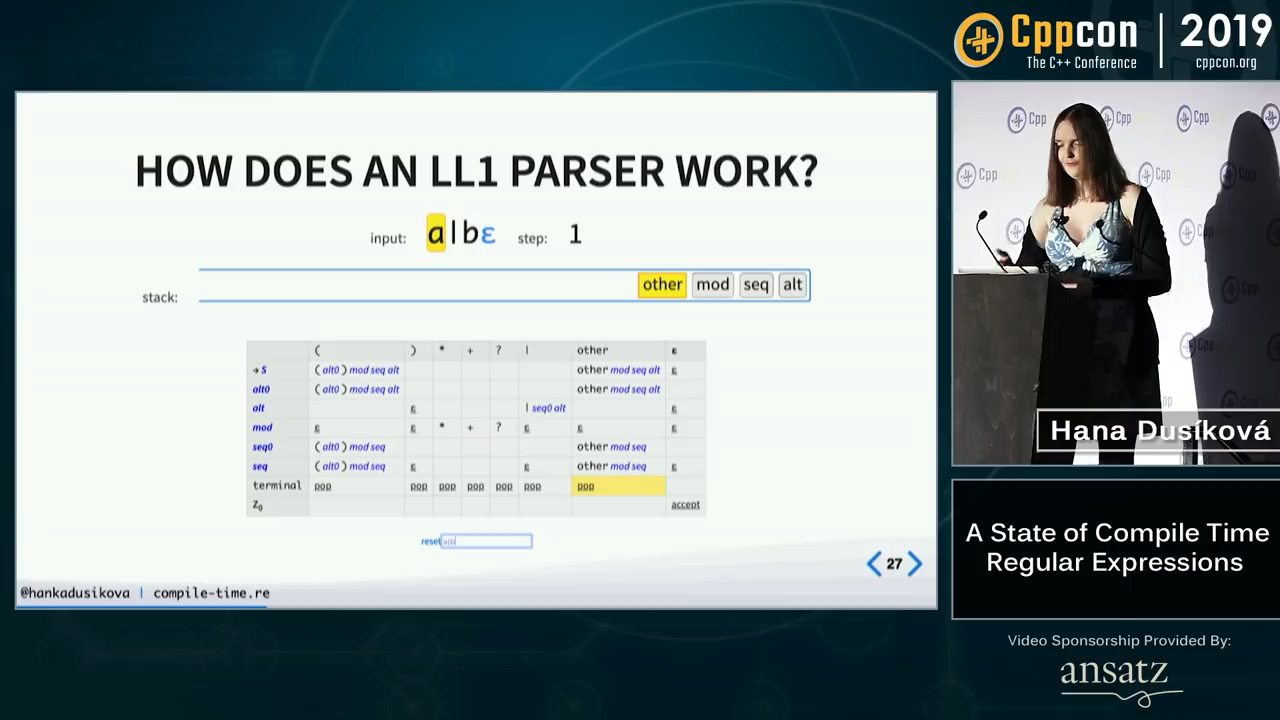 Cppcon | 2019
The C++ Conference
cppcon.org
HOW DOES AN LL1 PARSER WORK?
input: a|bε step: 1
stack: other mod seq alt
( ) * + ? | other ε
→ S ( alt0 ) mod seq alt other mod seq alt ε
alt0 ( alt0 ) mod seq alt other mod seq alt
alt ε | seq0 alt ε
mod ε ε * + ? ε ε ε
seq0 ( alt0 ) mod seq other mod seq
seq ( alt0 ) mod seq ε ε other mod seq ε
terminal pop pop pop pop pop pop pop
Z₀ accept
reset a|b
27
@hankadusikova | compile-time.re
Cpp
Cpp
Cpp
Cpp
Hana Dusíková
A State of Compile Time
Regular Expressions
Video Sponsorship Provided By:
ansatz